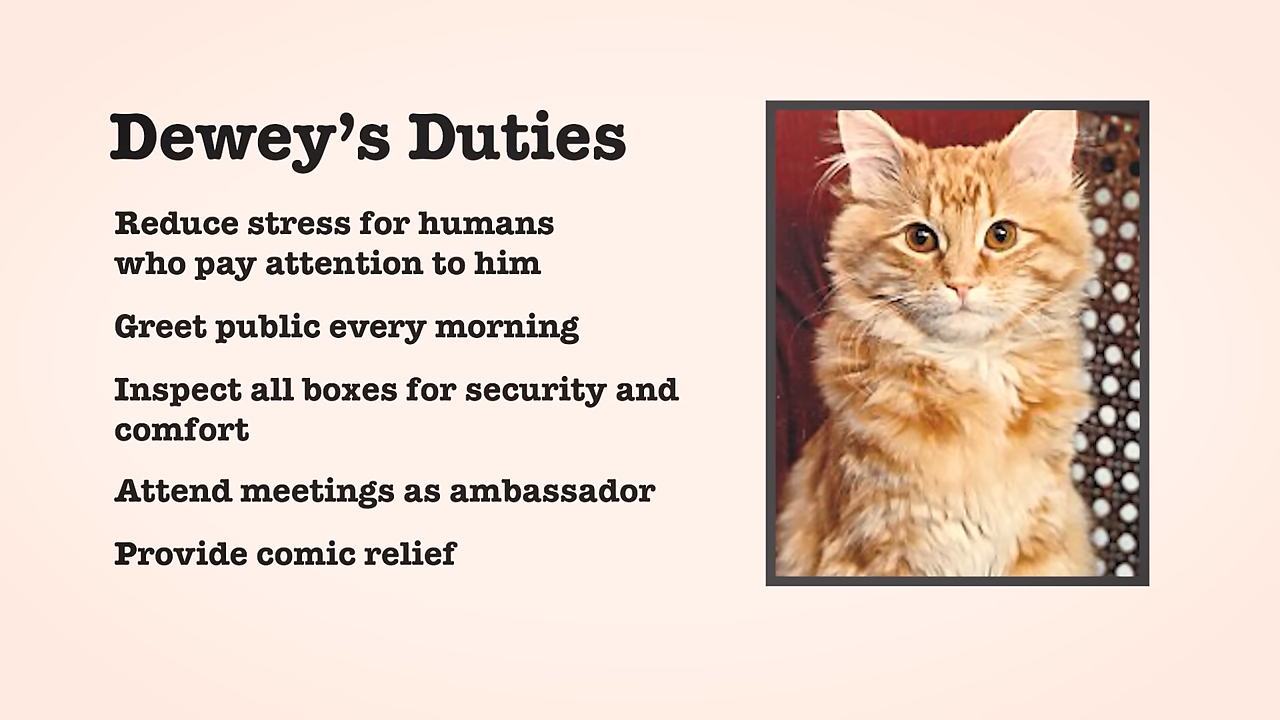 Dewey’s Duties
Reduce stress for humans
who pay attention to him
Greet public every morning
Inspect all boxes for security and
comfort
Attend meetings as ambassador
Provide comic relief